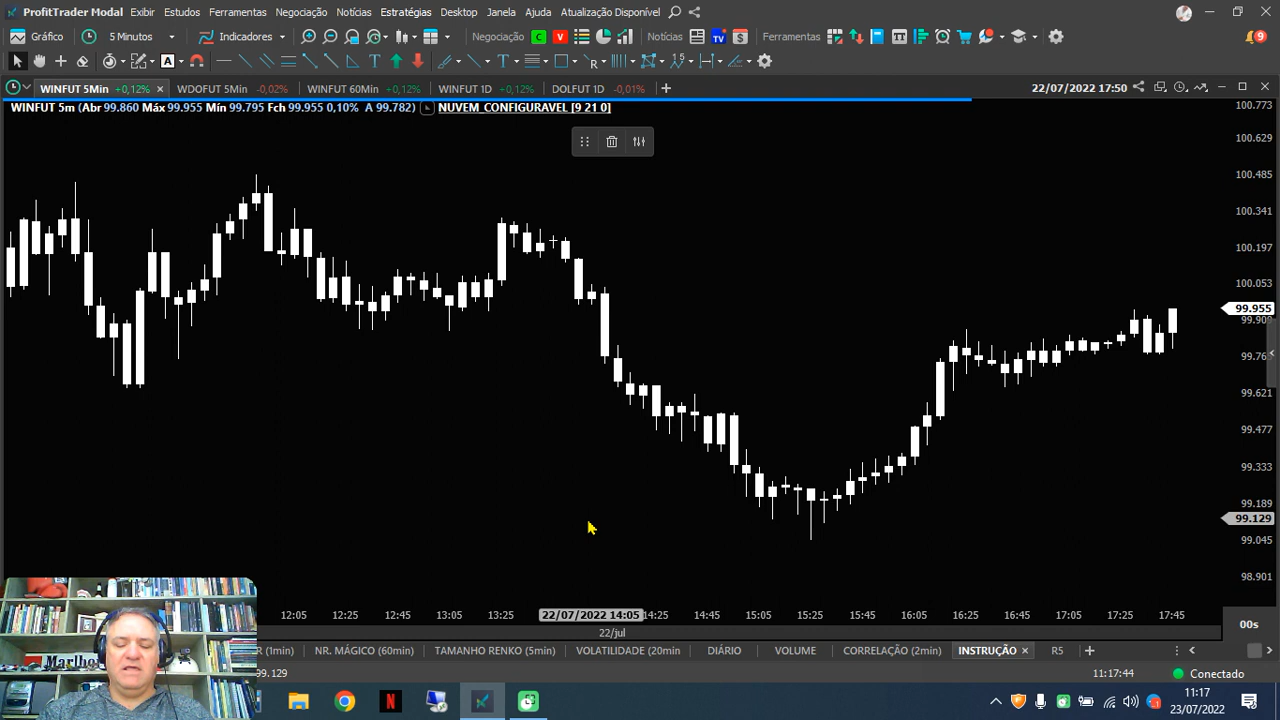 ProfitTrader Modal Exibir Estudos Ferramentas Negociação Notícias Estratégias Desktop Janela Ajuda Atualização Disponível
Gráfico 5 Minutos Indicadores Negociação C V Notícias TV $ Ferramentas TT 9
A T T R
WINFUT 5Min +0,12% × WDOFUT 5Min -0,02% WINFUT 60Min +0,12% WINFUT 1D +0,12% DOLFUT 1D -0,01% + 22/07/2022 17:50
WINFUT 5m (Abr 99.860 Máx 99.955 Mín 99.795 Fch 99.955 0,10% A 99.782) NUVEM_CONFIGURAVEL [9 21 0]
100.773
100.629
100.485
100.341
100.197
100.053
99.955
99.909
99.621
99.477
99.333
99.189
99.129
99.045
98.901
12:05 12:25 12:45 13:05 13:25 22/07/2022 14:05 14:25 14:45 15:05 15:25 15:45 16:05 16:25 16:45 17:05 17:25 17:45
00s
22/jul
(1min) NR. MÁGICO (60min) TAMANHO RENKO (5min) VOLATILIDADE (20min DIÁRIO VOLUME CORRELAÇÃO (2min) INSTRUÇÃO × R5 +
99.129 11:17:44 Conectado
Marlbo
N
11:17
23/07/2022